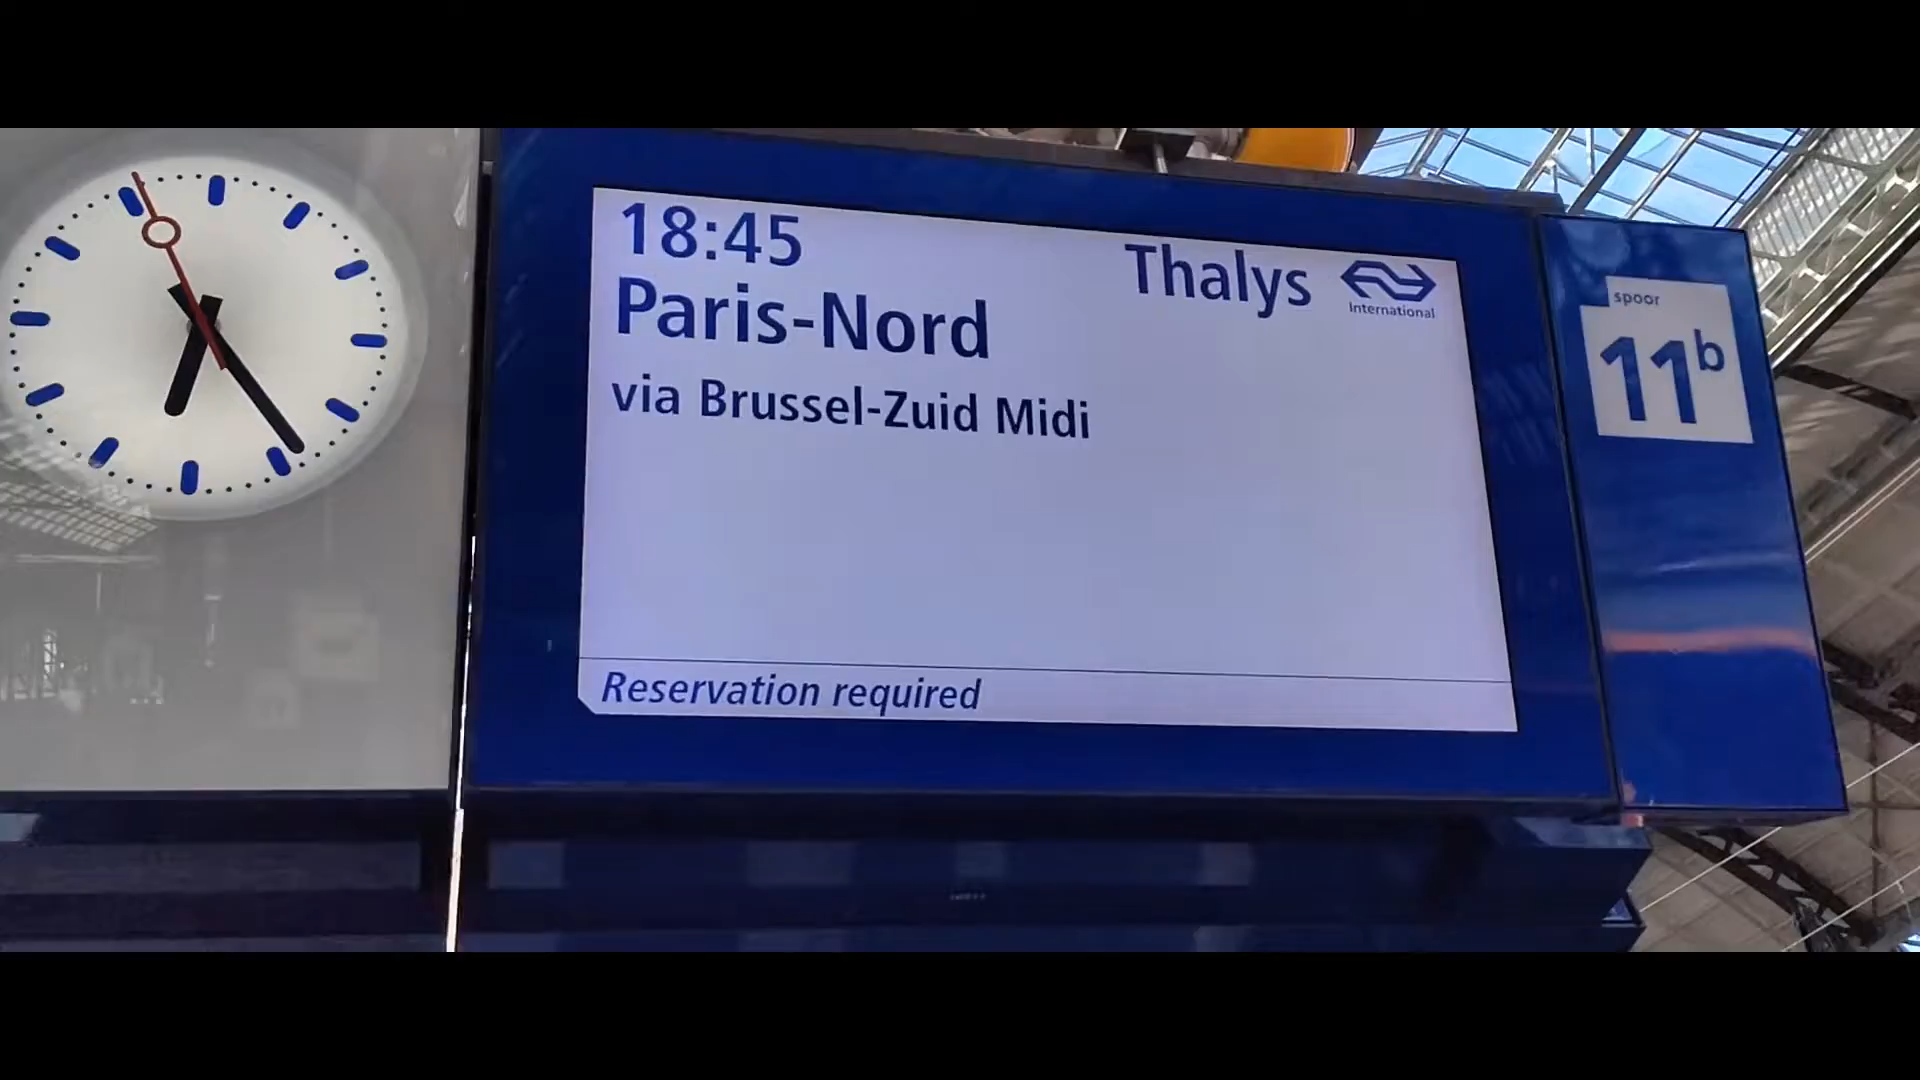 18:45
Thalys
International
Paris-Nord
via Brussel-Zuid Midi
Reservation required
spoor
11b